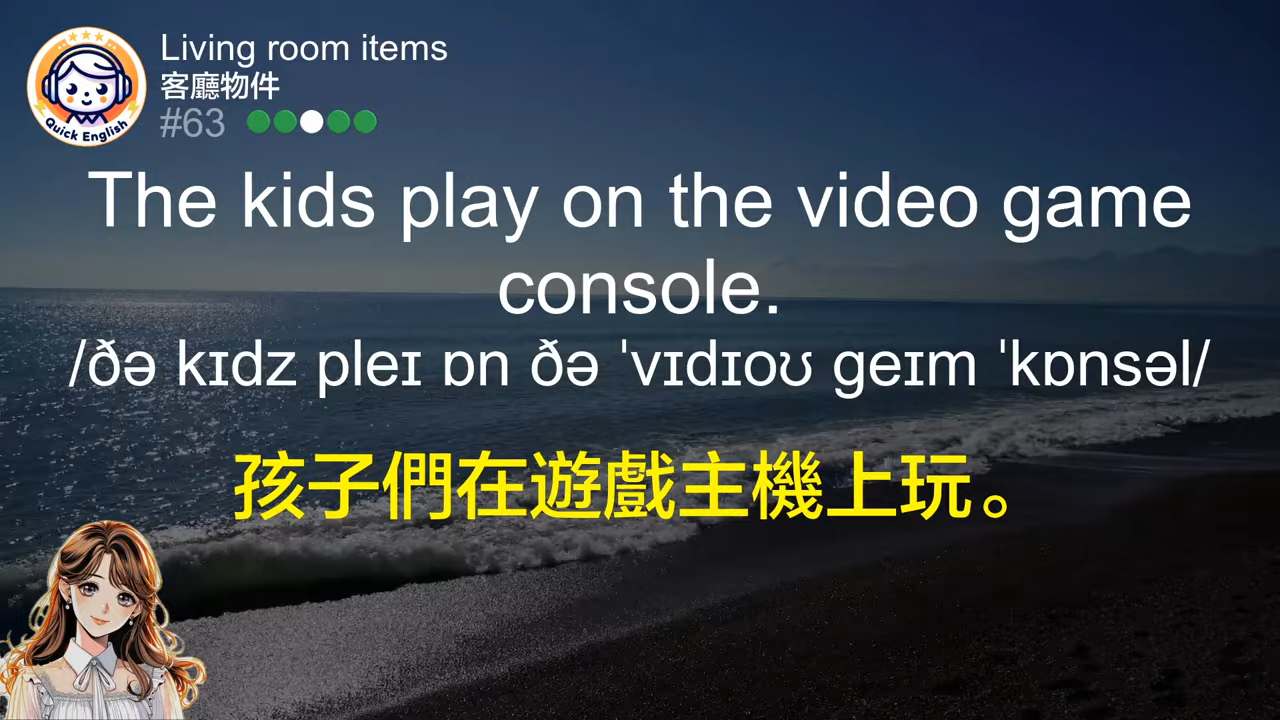 Living room items
客廳物件
#63
Quick English
The kids play on the video game
console.
/ðə kɪdz pleɪ ɒn ðə ˈvɪdɪoʊ geɪm ˈkɒnsəl/
孩子們在遊戲主機上玩。